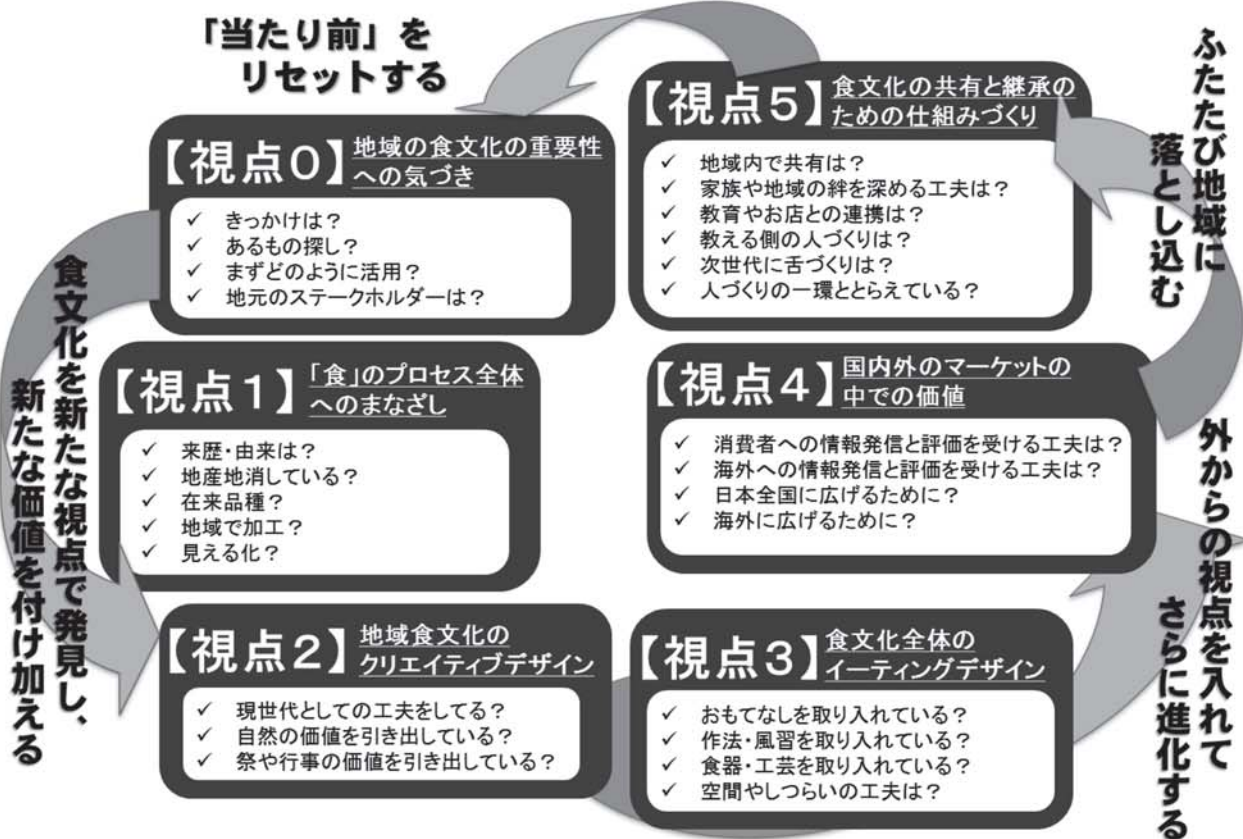 「当たり前」を
リセットする
【視点0】
地域の食文化の重要性
への気づき
✓ きっかけは？
✓ あるもの探し？
✓ まずどのように活用？
✓ 地元のステークホルダーは？
食文化を新たな視点で発見し、
新たな価値を付け加える
【視点1】
「食」のプロセス全体
へのまなざし
✓ 来歴・由来は？
✓ 地産地消している？
✓ 在来品種？
✓ 地域で加工？
✓ 見える化？
【視点2】
地域食文化の
クリエイティブデザイン
✓ 現世代としての工夫をしてる？
✓ 自然の価値を引き出している？
✓ 祭や行事の価値を引き出している？
【視点3】
食文化全体の
イーティングデザイン
✓ おもてなしを取り入れている？
✓ 作法・風習を取り入れている？
✓ 食器・工芸を取り入れている？
✓ 空間やしつらいの工夫は？
外からの視点を入れて
さらに進化する
【視点4】
国内外のマーケットの
中での価値
✓ 消費者への情報発信と評価を受ける工夫は？
✓ 海外への情報発信と評価を受ける工夫は？
✓ 日本全国に広げるために？
✓ 海外に広げるために？
ふたたび地域に
落とし込む
【視点5】
食文化の共有と継承の
ための仕組みづくり
✓ 地域内で共有は？
✓ 家族や地域の絆を深める工夫は？
✓ 教育やお店との連携は？
✓ 教える側の人づくりは？
✓ 次世代に舌づくりは？
✓ 人づくりの一環ととらえている？